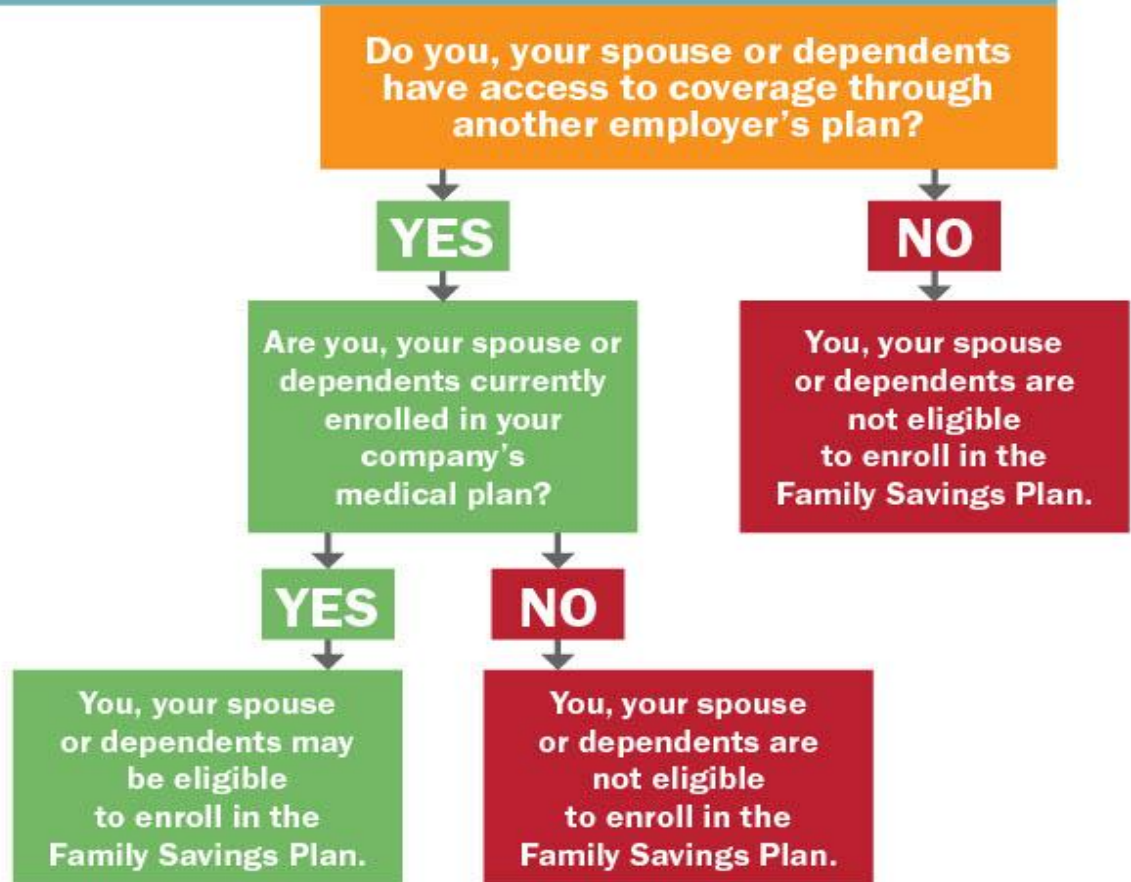 Do you, your spouse or dependents
have access to coverage through
another employer's plan?
YES
NO
Are you, your spouse or
dependents currently
enrolled in your
company's
medical plan?
You, your spouse
or dependents are
not eligible
to enroll in the
Family Savings Plan.
YES
NO
You, your spouse
or dependents may
be eligible
to enroll in the
Family Savings Plan.
You, your spouse
or dependents are
not eligible
to enroll in the
Family Savings Plan.